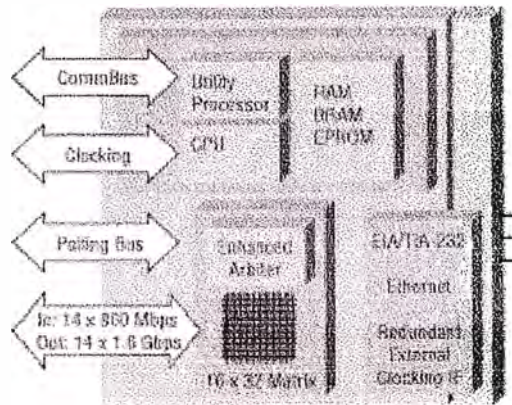 CommBus
Utility
Processor
CPU
RAM
DRAM
EPROM
Clocking
Polling Bus
Enhanced
Arbiter
In: 14 x 800 Mbps
Out: 14 x 1.6 Gbps
16 x 32 Matrix
EIA/TIA-232
Ethernet
Redundant,
External
Clocking I/F